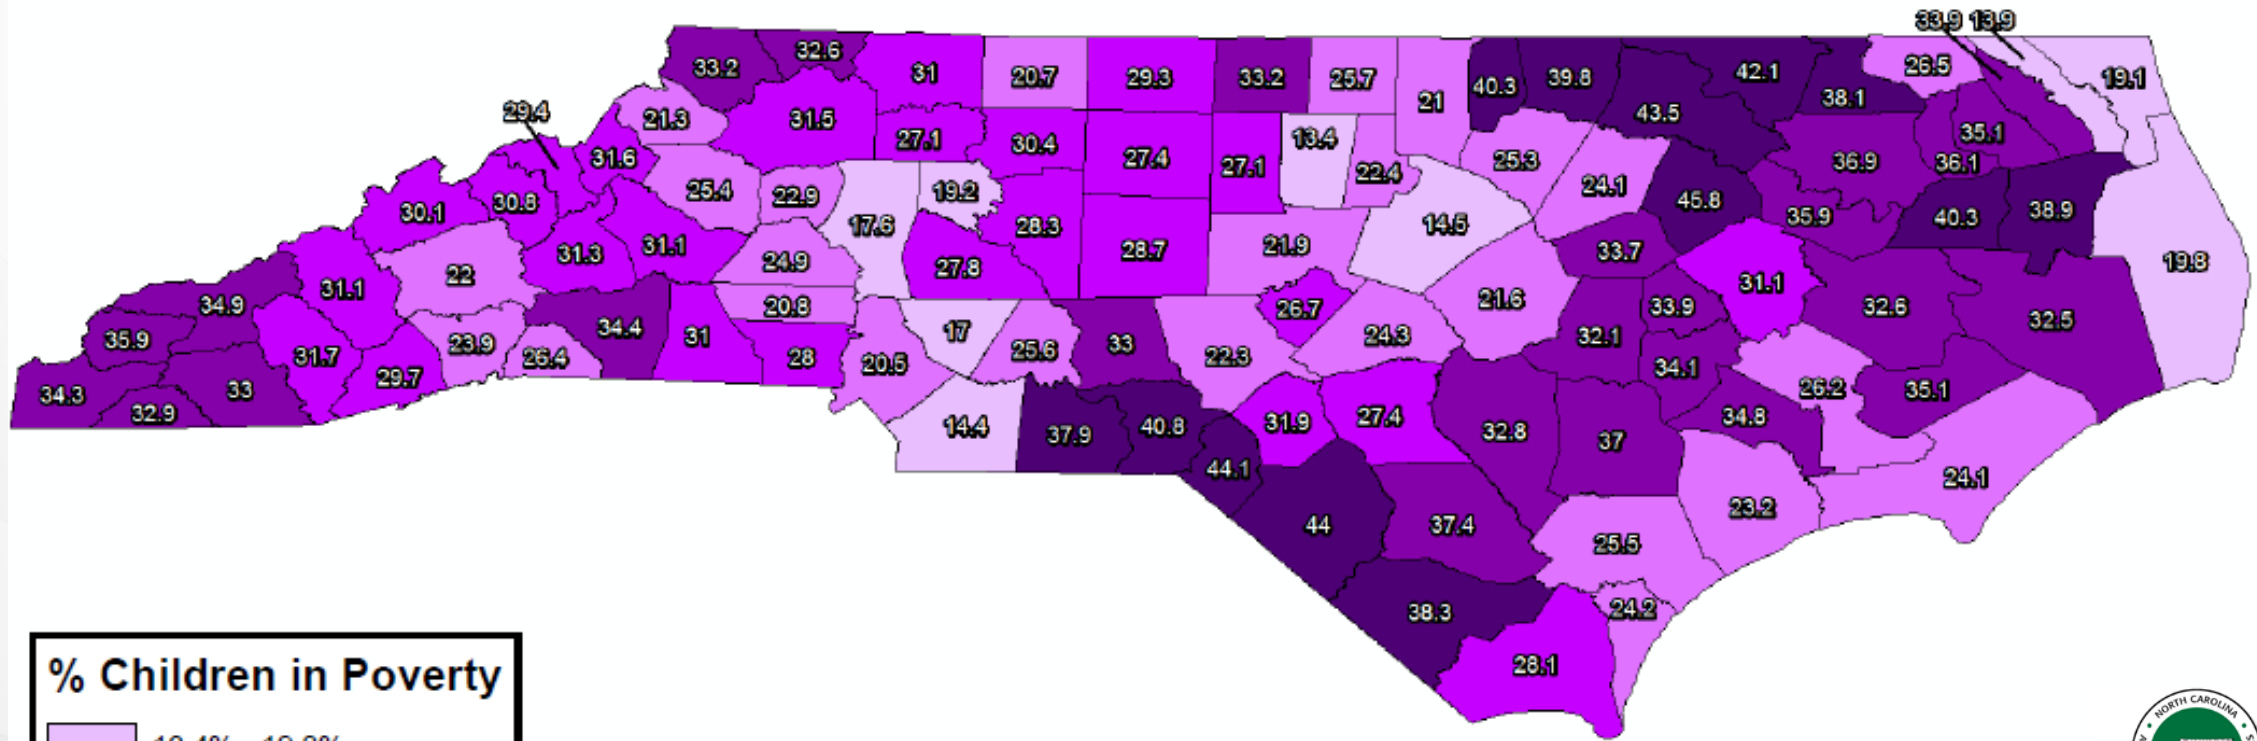 33.9 13.9
33.2 32.6 31 20.7 29.3 33.2 25.7 21 40.3 39.8 43.5 42.1 38.1 26.5 19.1
29.4 21.3 31.5 27.1 30.4 27.4 27.1 13.4 22.4 25.3 36.9 36.1 35.1
31.6 25.4 22.9 17.6 19.2 28.3 14.5 24.1 45.8 35.9 40.3 38.9
30.1 30.8 31.3 31.1 24.9 27.8 28.7 21.9 33.7 19.8
34.9 31.1 22 20.8 26.7 21.6 33.9 31.1 32.6 32.5
35.9 31.7 23.9 26.4 34.4 31 28 20.5 17 25.6 33 22.3 24.3 32.1 34.1
34.3 32.9 33 29.7 14.4 37.9 40.8 31.9 27.4 32.8 37 34.8 26.2 35.1
44.1 24.1
44 37.4 25.5 23.2
38.3 24.2
28.1
% Children in Poverty
NORTH CAROLINA